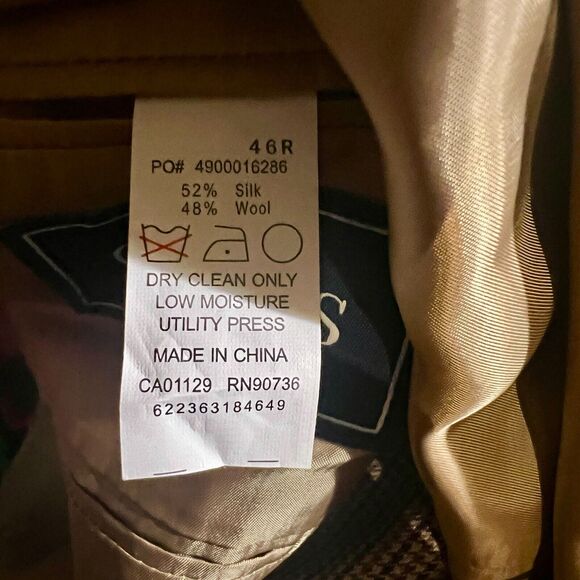 46R
PO# 4900016286
52% Silk
48% Wool
DRY CLEAN ONLY
LOW MOISTURE
UTILITY PRESS
MADE IN CHINA
CA01129 RN90736
622363184649
S